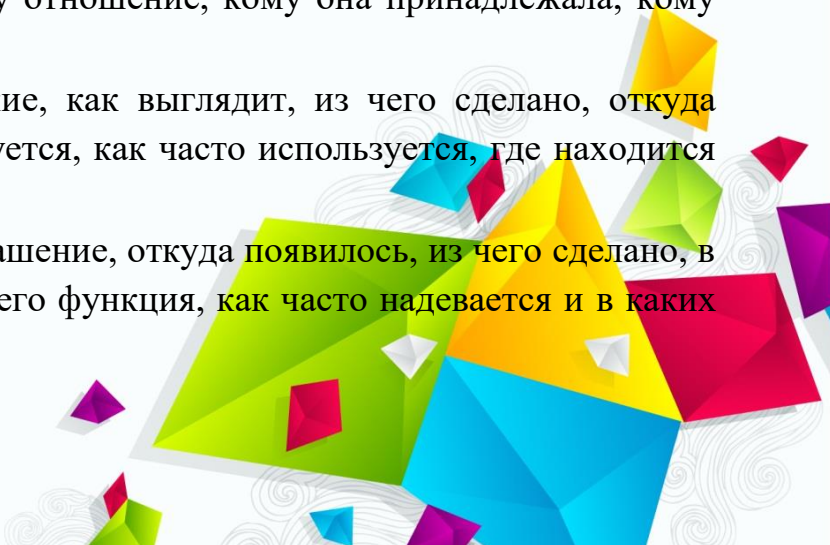 у отношение, кому она принадлежала, кому
ие, как выглядит, из чего сделано, откуда
уется, как часто используется, где находится
ашение, откуда появилось, из чего сделано, в
его функция, как часто надевается и в каких